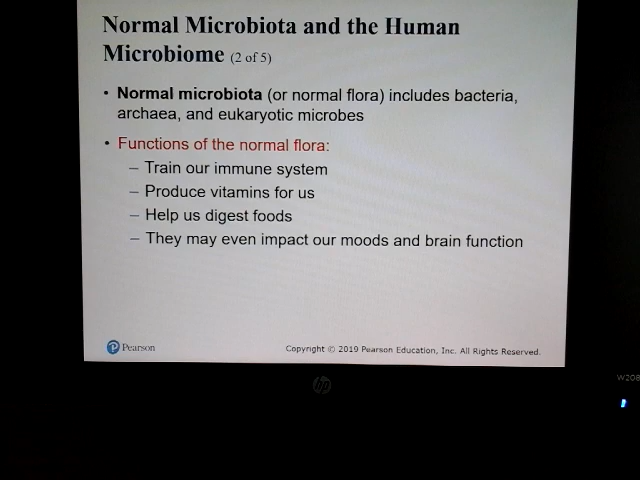 Normal Microbiota and the Human
Microbiome (2 of 5)
• Normal microbiota (or normal flora) includes bacteria,
archaea, and eukaryotic microbes
• Functions of the normal flora:
– Train our immune system
– Produce vitamins for us
– Help us digest foods
– They may even impact our moods and brain function
Pearson
Copyright © 2019 Pearson Education, Inc. All Rights Reserved.
hp
W208